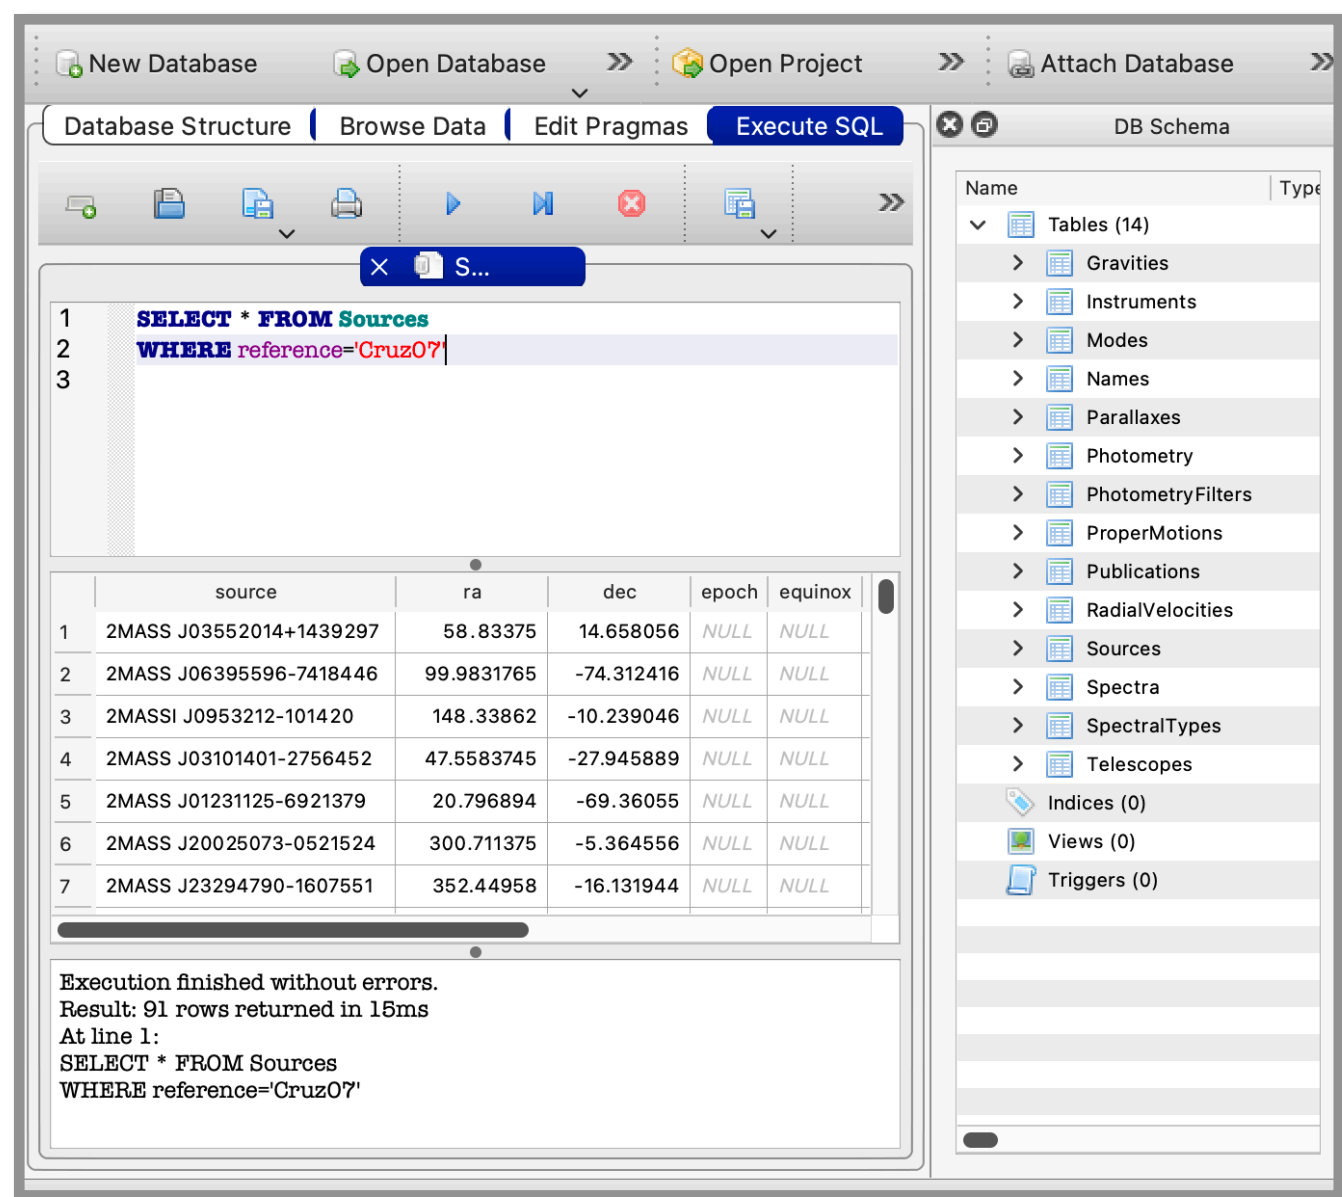 New Database Open Database Open Project Attach Database
Database Structure Browse Data Edit Pragmas Execute SQL
S...
1 SELECT * FROM Sources
2 WHERE reference='Cruz07'
3
source ra dec epoch equinox
1 2MASS J03552014+1439297 58.83375 14.658056 NULL NULL
2 2MASS J06395596-7418446 99.9831765 -74.312416 NULL NULL
3 2MASSI J0953212-101420 148.33862 -10.239046 NULL NULL
4 2MASS J03101401-2756452 47.5583745 -27.945889 NULL NULL
5 2MASS J01231125-6921379 20.796894 -69.36055 NULL NULL
6 2MASS J20025073-0521524 300.711375 -5.364556 NULL NULL
7 2MASS J23294790-1607551 352.44958 -16.131944 NULL NULL
Execution finished without errors.
Result: 91 rows returned in 15ms
At line 1:
SELECT * FROM Sources
WHERE reference='Cruz07'
DB Schema
Name Type
Tables (14)
Gravities
Instruments
Modes
Names
Parallaxes
Photometry
PhotometryFilters
ProperMotions
Publications
RadialVelocities
Sources
Spectra
SpectralTypes
Telescopes
Indices (0)
Views (0)
Triggers (0)